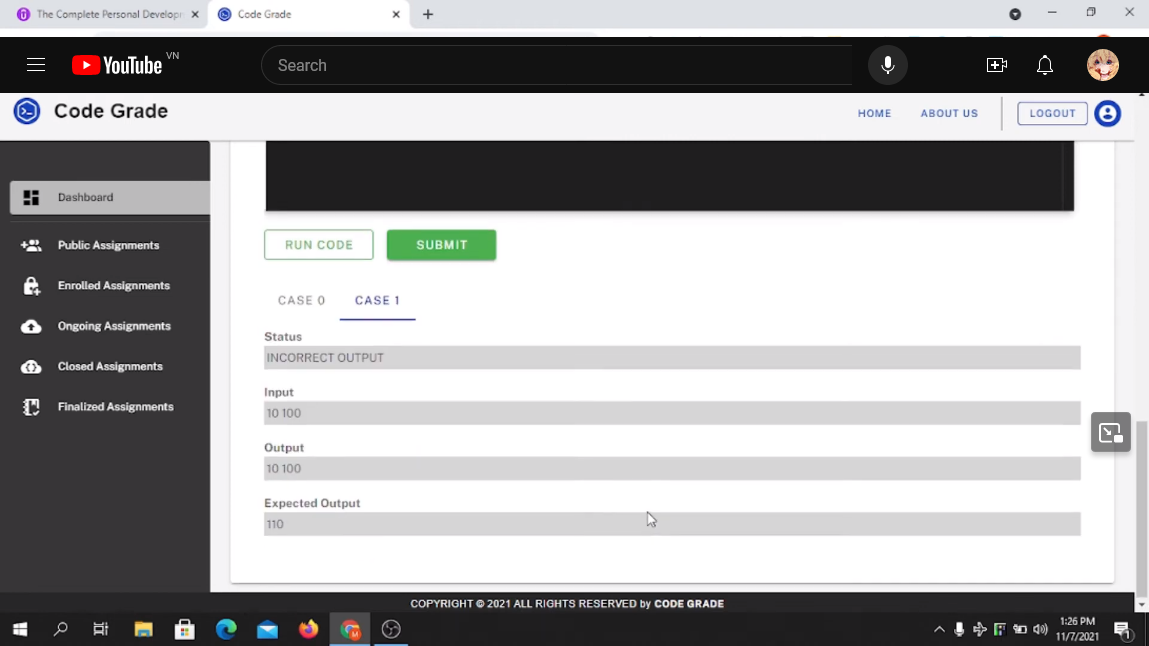 The Complete Personal Develop
Code Grade
YouTube VN
Search
Code Grade
HOME
ABOUT US
LOGOUT
Dashboard
Public Assignments
Enrolled Assignments
Ongoing Assignments
Closed Assignments
Finalized Assignments
RUN CODE
SUBMIT
CASE 0
CASE 1
Status
INCORRECT OUTPUT
Input
10 100
Output
10 100
Expected Output
110
COPYRIGHT © 2021 ALL RIGHTS RESERVED by CODE GRADE
1:26 PM
11/7/2021
1